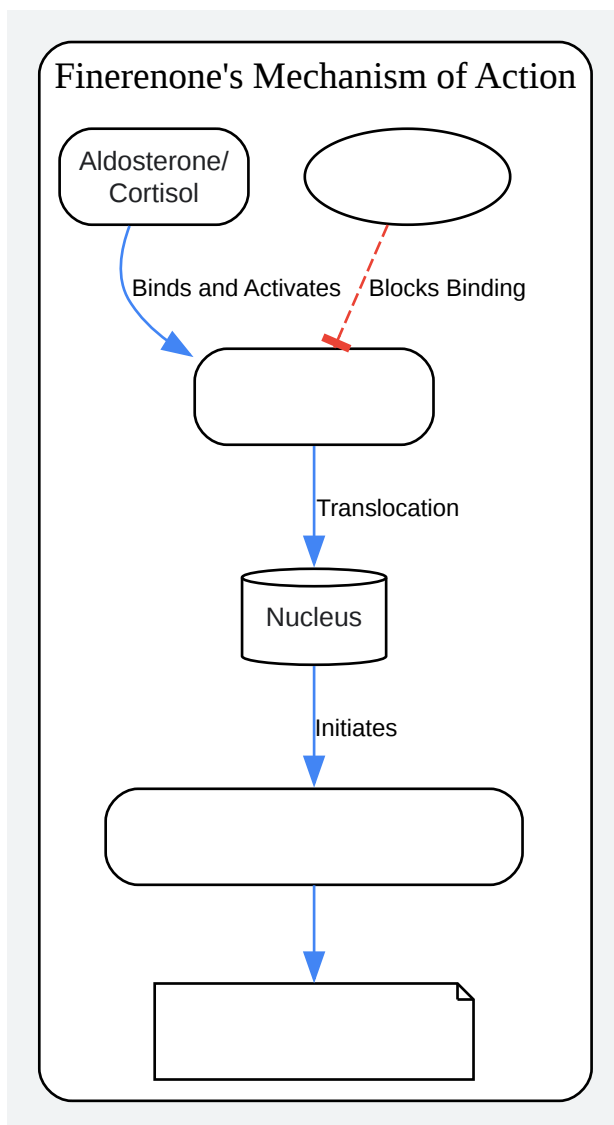 Finerenone's Mechanism of Action
Aldosterone/
Cortisol
Binds and Activates
Blocks Binding
Translocation
Nucleus
Initiates